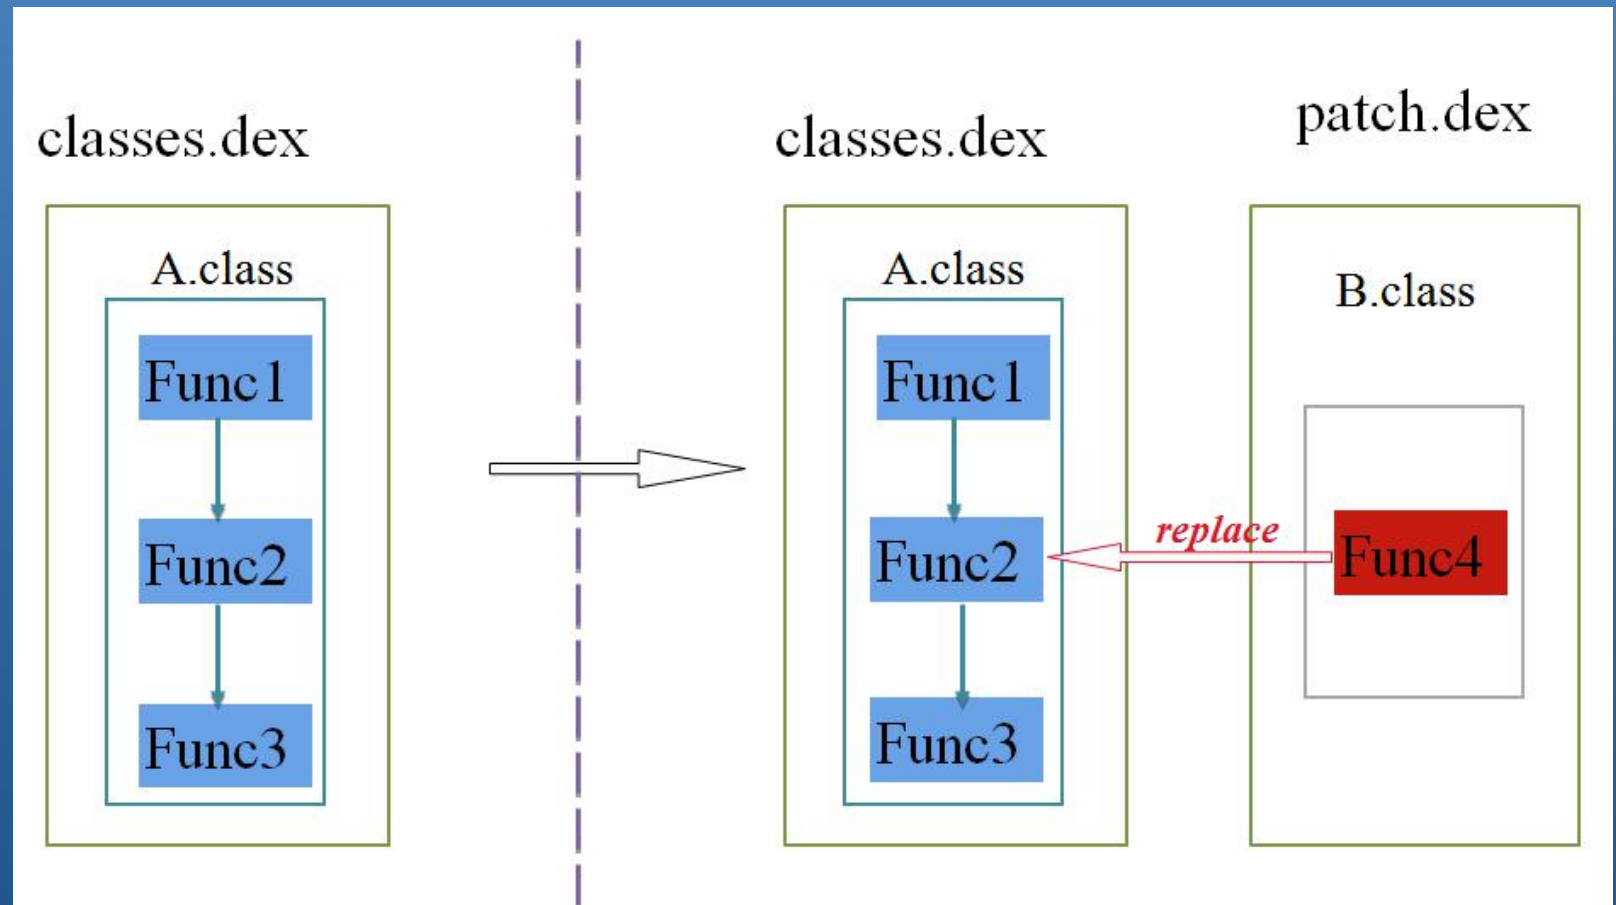 classes.dex
A.class
Func1
Func2
Func3
classes.dex
A.class
Func1
Func2
Func3
replace
patch.dex
B.class
Func4